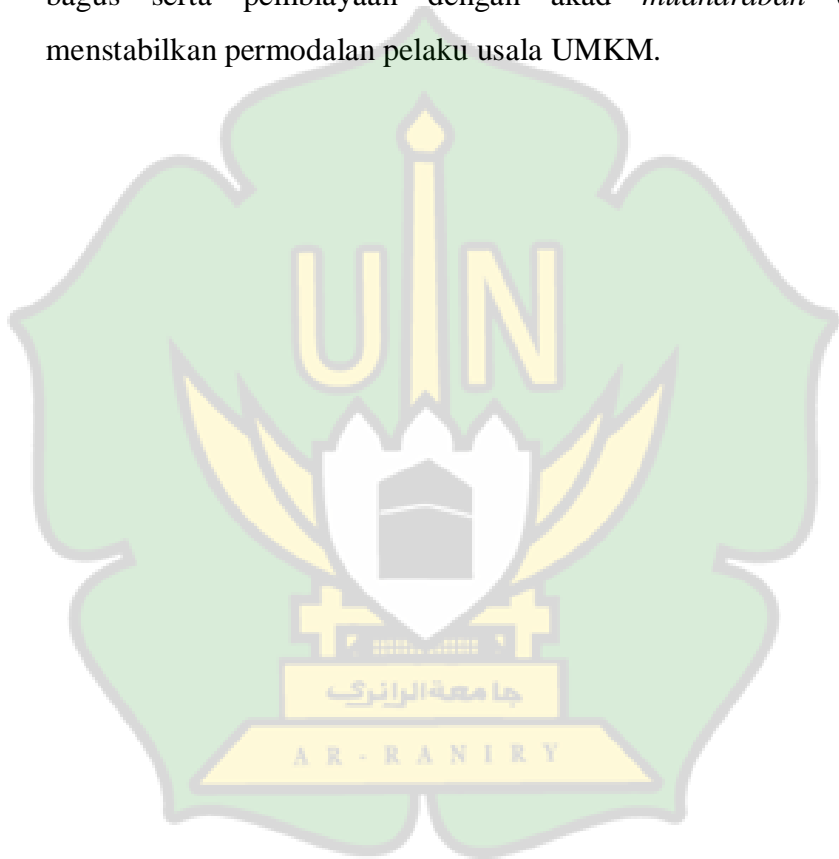 bagus serta pembiayaan dengan akad mudharabah
menstabilkan permodalan pelaku usala UMKM.
UIN
جامعة الرانري
AR-RANIRY